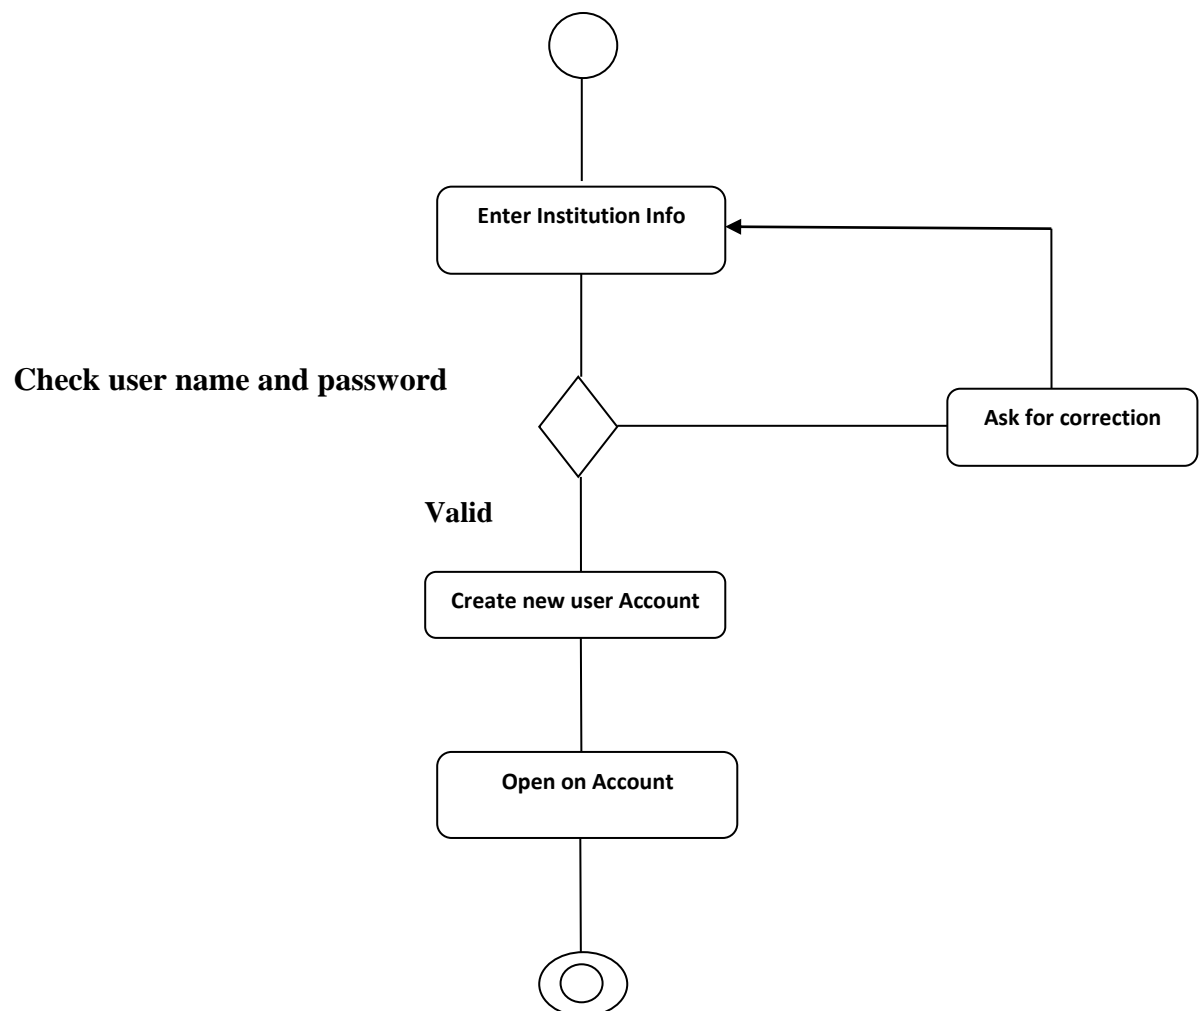 Enter Institution Info
Check user name and password
Ask for correction
Valid
Create new user Account
Open on Account